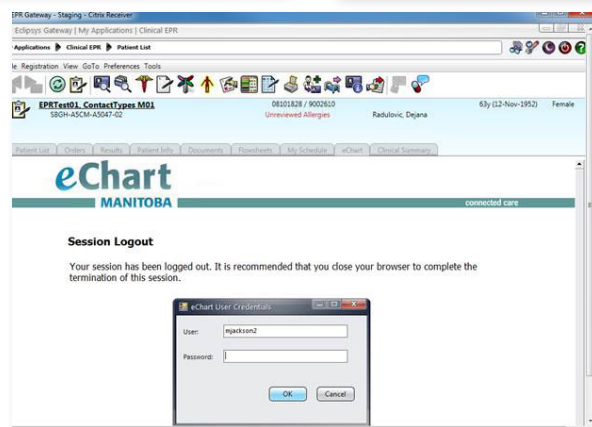 EPR Gateway - Staging - Citrix Receiver
Eclipsys Gateway | My Applications | Clinical EPR
Applications Clinical EPR Patient List
Registration View GoTo Preferences Tools
EPRTest01, ContactTypes M01 08101828 / 9002610 63y (12-Nov-1952) Female
SBGH-A5CM-A5047-02 Unreviewed Allergies Radulovic, Dejana
Patient List Orders Results Patient Info Documents Flowsheets My Schedule eChart Clinical Summary
eChart
MANITOBA connected care
Session Logout
Your session has been logged out. It is recommended that you close your browser to complete the
termination of this session.
eChart User Credentials
User: mjackson2
Password:
OK Cancel